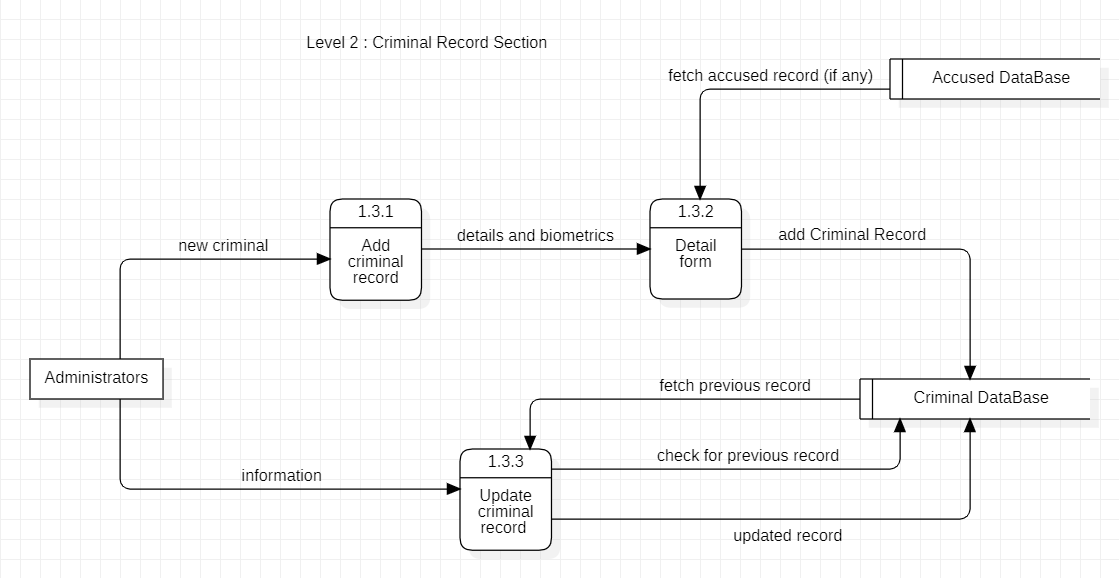 Level 2 : Criminal Record Section
fetch accused record (if any)
Accused DataBase
1.3.1
Add
criminal
record
1.3.2
Detail
form
new criminal
details and biometrics
add Criminal Record
Administrators
fetch previous record
Criminal DataBase
check for previous record
information
1.3.3
Update
criminal
record
updated record